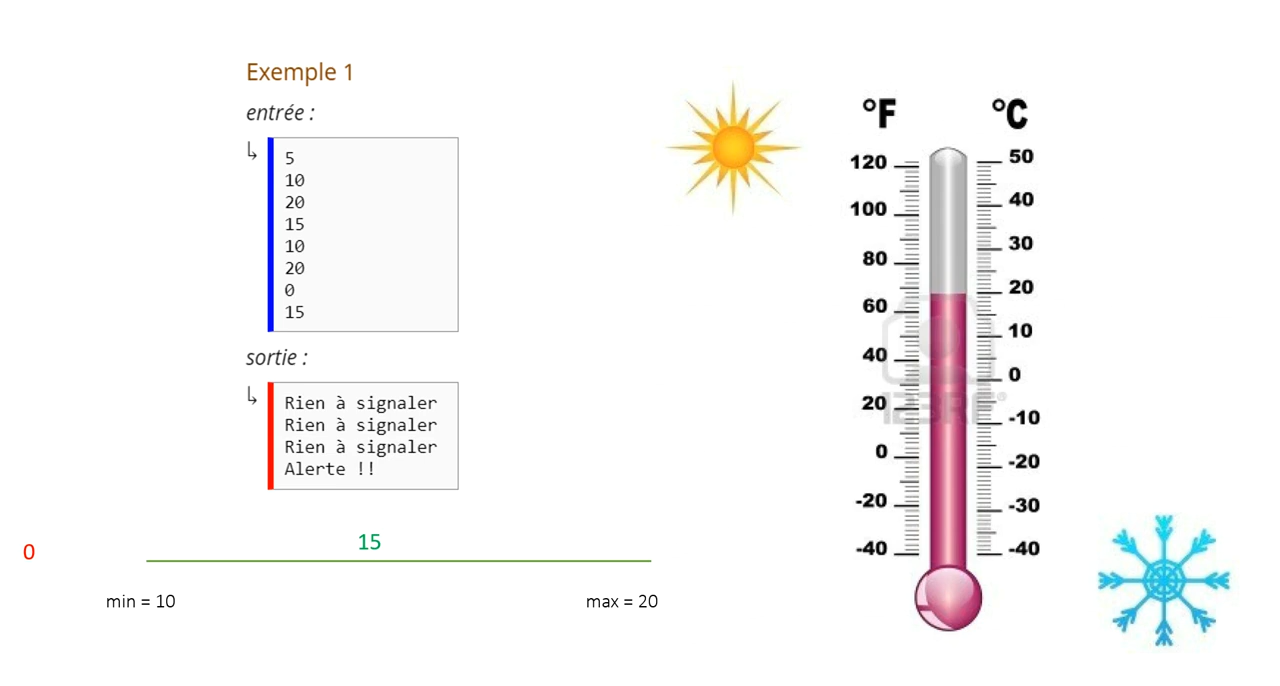 Exemple 1
entrée :
↳
5
10
20
15
10
20
0
15
sortie :
↳
Rien à signaler
Rien à signaler
Rien à signaler
Alerte !!
0
15
min = 10
max = 20
°F
°C
120
100
80
60
40
20
0
-20
-40
50
40
30
20
10
0
-10
-20
-30
-40
123RF®